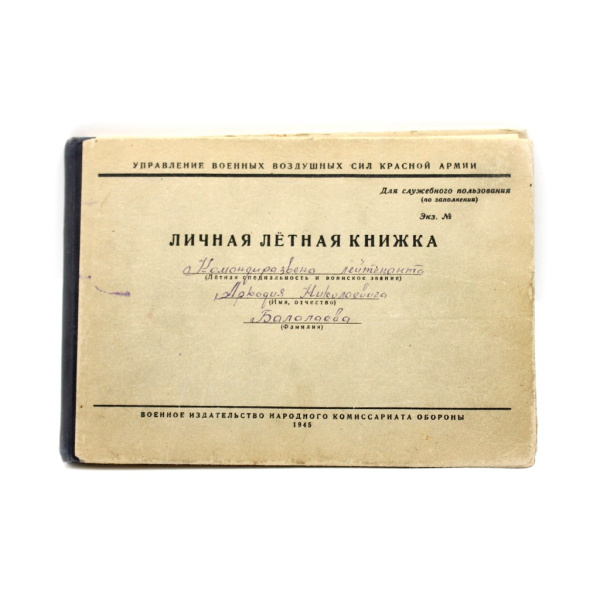 УПРАВЛЕНИЕ ВОЕННЫХ ВОЗДУШНЫХ СИЛ КРАСНОЙ АРМИИ
Для служебного пользования
(по заполнении)
Экз. №
ЛИЧНАЯ ЛЁТНАЯ КНИЖКА
Командира звена лейтенанта
(Лётная специальность и воинское звание)
Аркадия Николаевича
(Имя, отчество)
Балалаева
(Фамилия)
ВОЕННОЕ ИЗДАТЕЛЬСТВО НАРОДНОГО КОМИССАРИАТА ОБОРОНЫ
1945